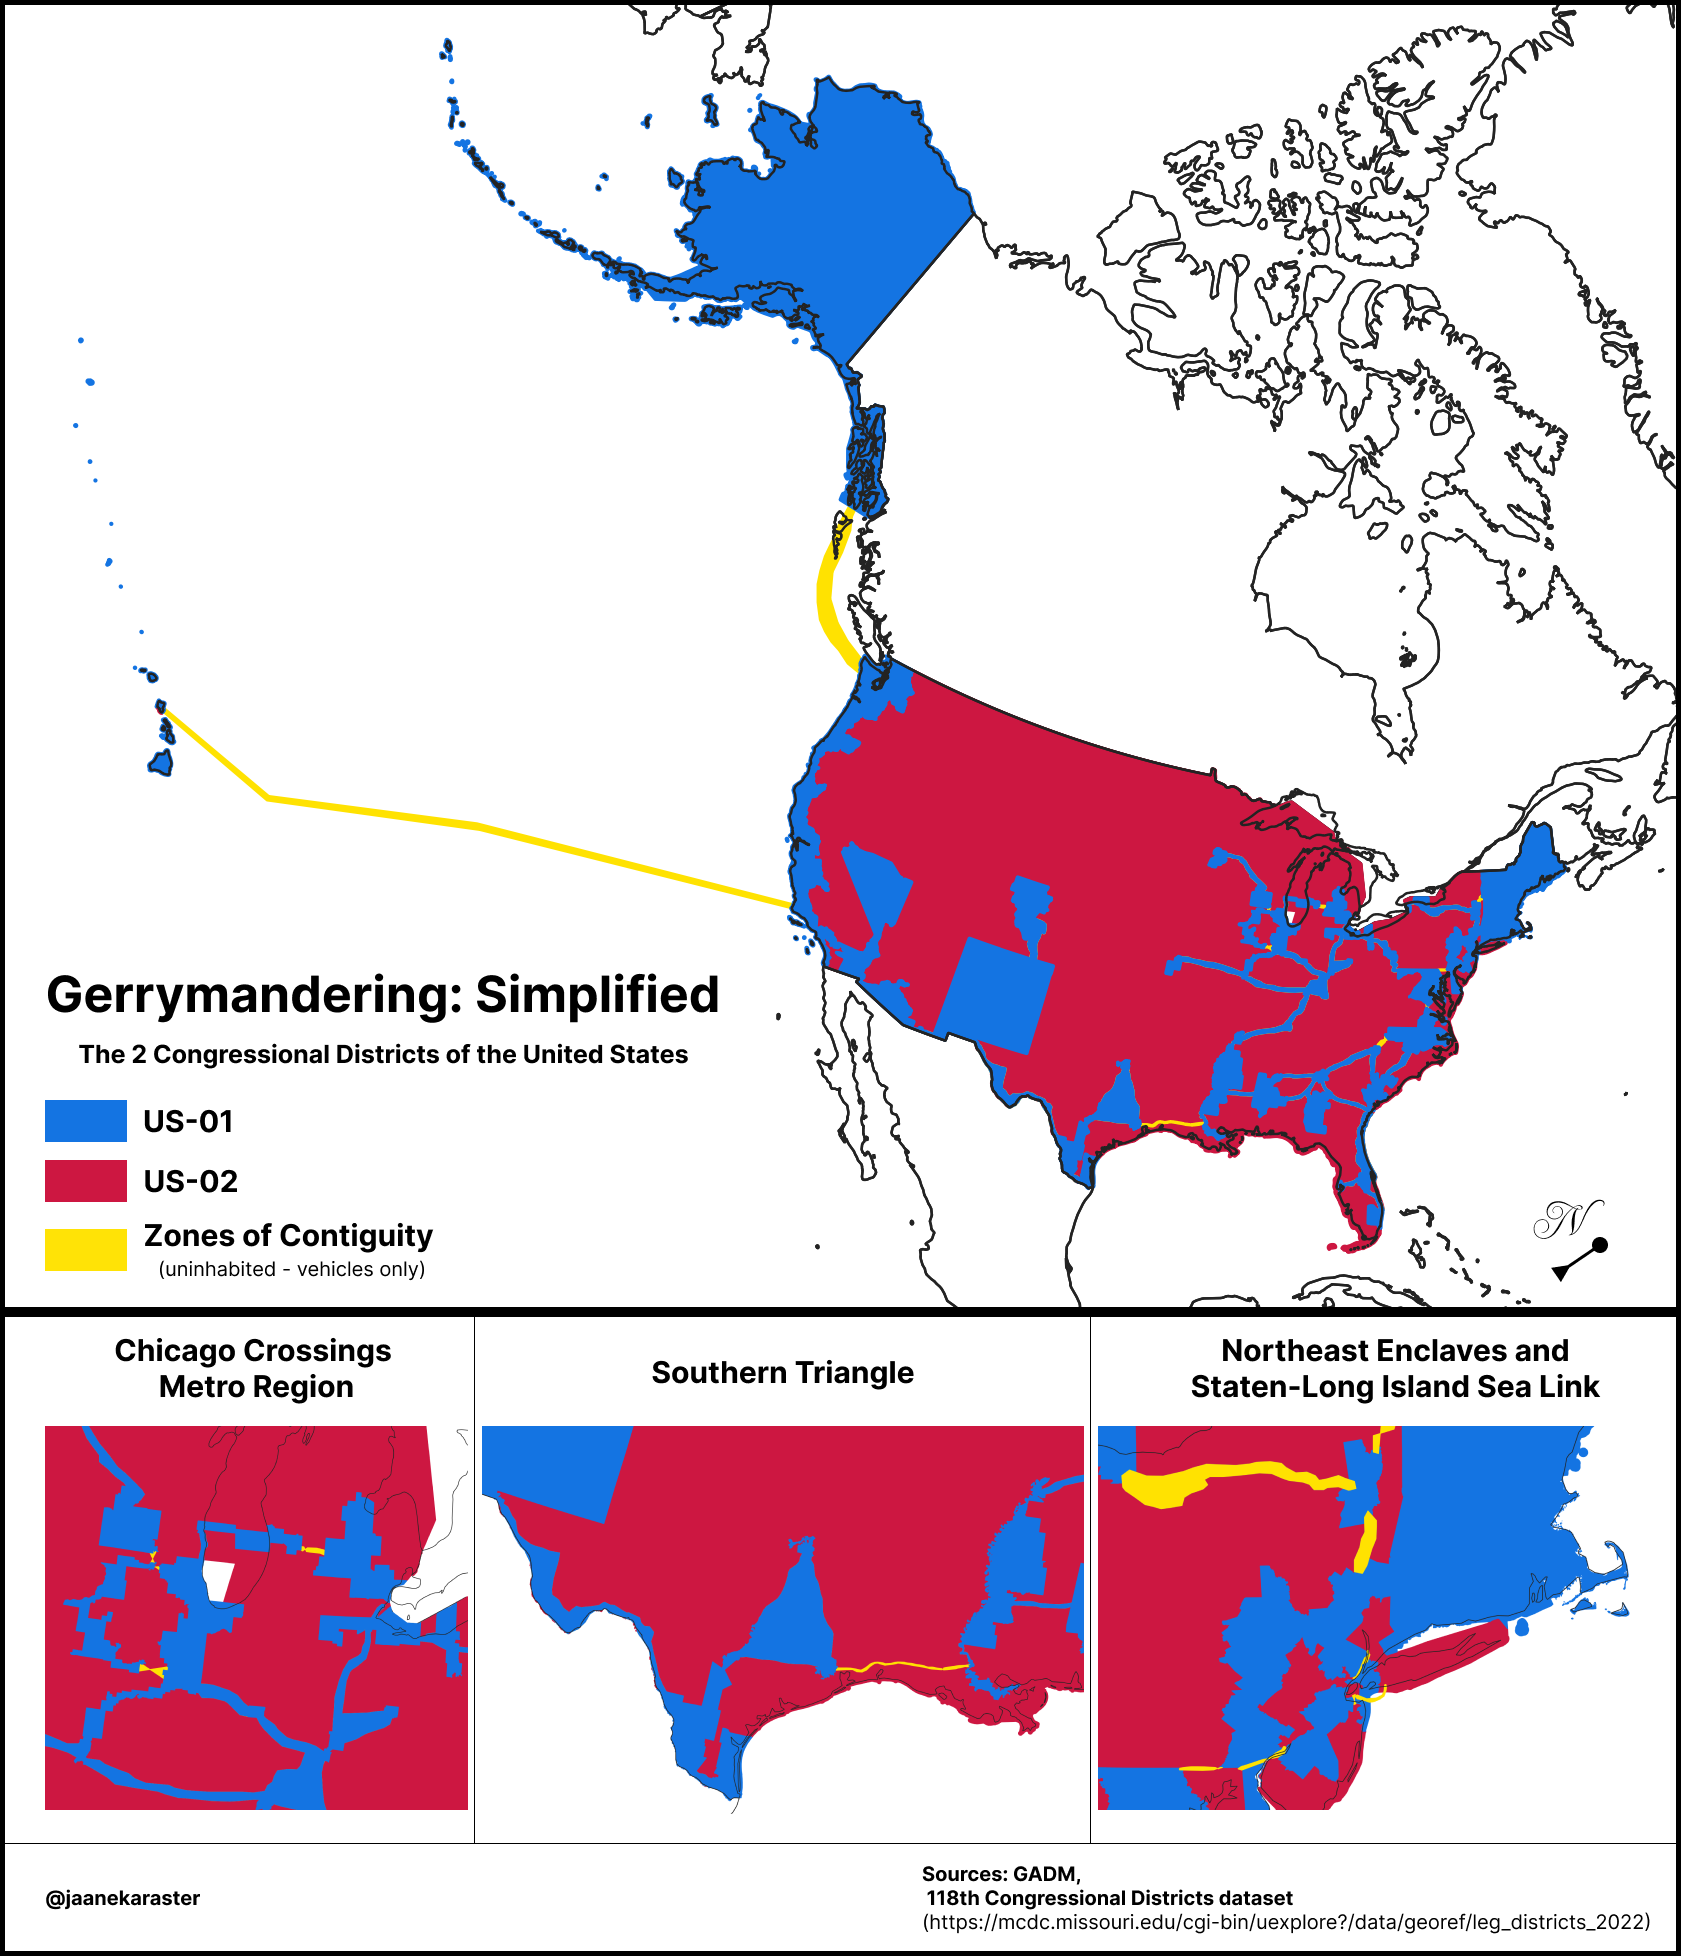 Gerrymandering: Simplified
The 2 Congressional Districts of the United States
US-01
US-02
Zones of Contiguity
(uninhabited - vehicles only)
N
Chicago Crossings
Metro Region
Southern Triangle
Northeast Enclaves and
Staten-Long Island Sea Link
@jaanekaraster
Sources: GADM,
118th Congressional Districts dataset
(https://mcdc.missouri.edu/cgi-bin/uexplore?/data/georef/leg_districts_2022)